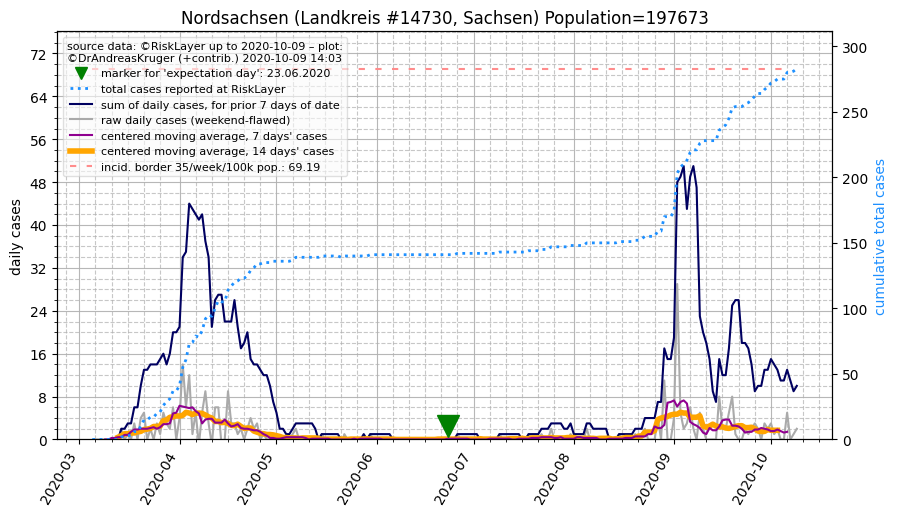 Nordsachsen (Landkreis #14730, Sachsen) Population=197673
source data: ©RiskLayer up to 2020-10-09 – plot:
©DrAndreasKruger (+contrib.) 2020-10-09 14:03
marker for 'expectation day': 23.06.2020
total cases reported at RiskLayer
sum of daily cases, for prior 7 days of date
raw daily cases (weekend-flawed)
centered moving average, 7 days' cases
centered moving average, 14 days' cases
incid. border 35/week/100k pop.: 69.19
daily cases
72
64
56
48
40
32
24
16
8
0
300
250
200
150
100
50
0
cumulative total cases
2020-03
2020-04
2020-05
2020-06
2020-07
2020-08
2020-09
2020-10